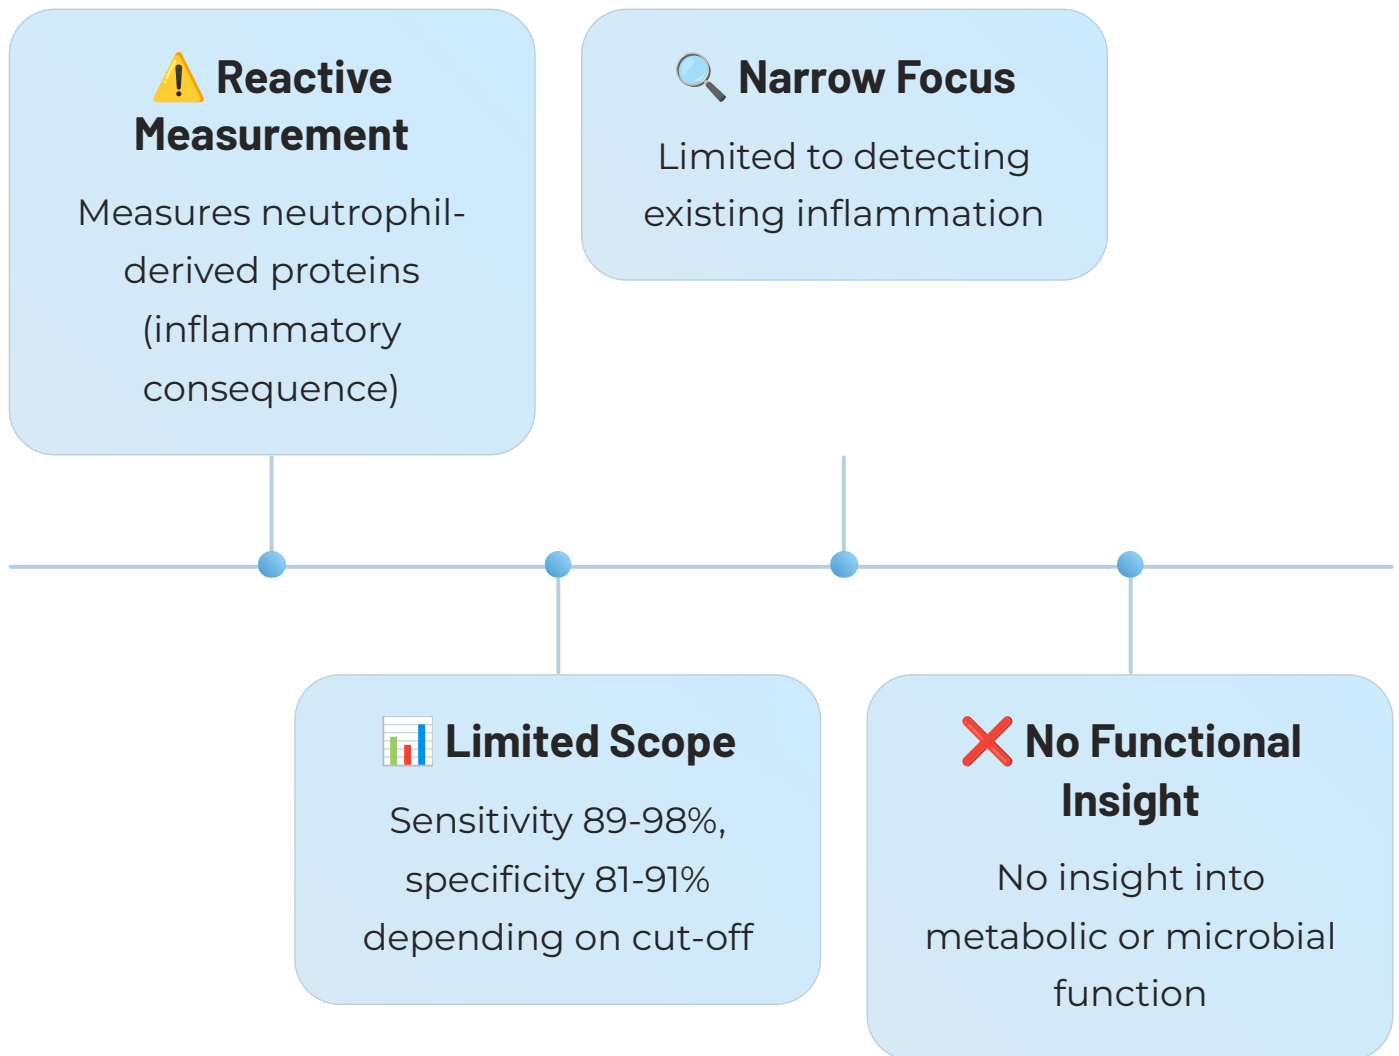 ⚠️ Reactive
Measurement
Measures neutrophil-
derived proteins
(inflammatory
consequence)
🔍 Narrow Focus
Limited to detecting
existing inflammation
📊 Limited Scope
Sensitivity 89-98%,
specificity 81-91%
depending on cut-off
❌ No Functional
Insight
No insight into
metabolic or microbial
function